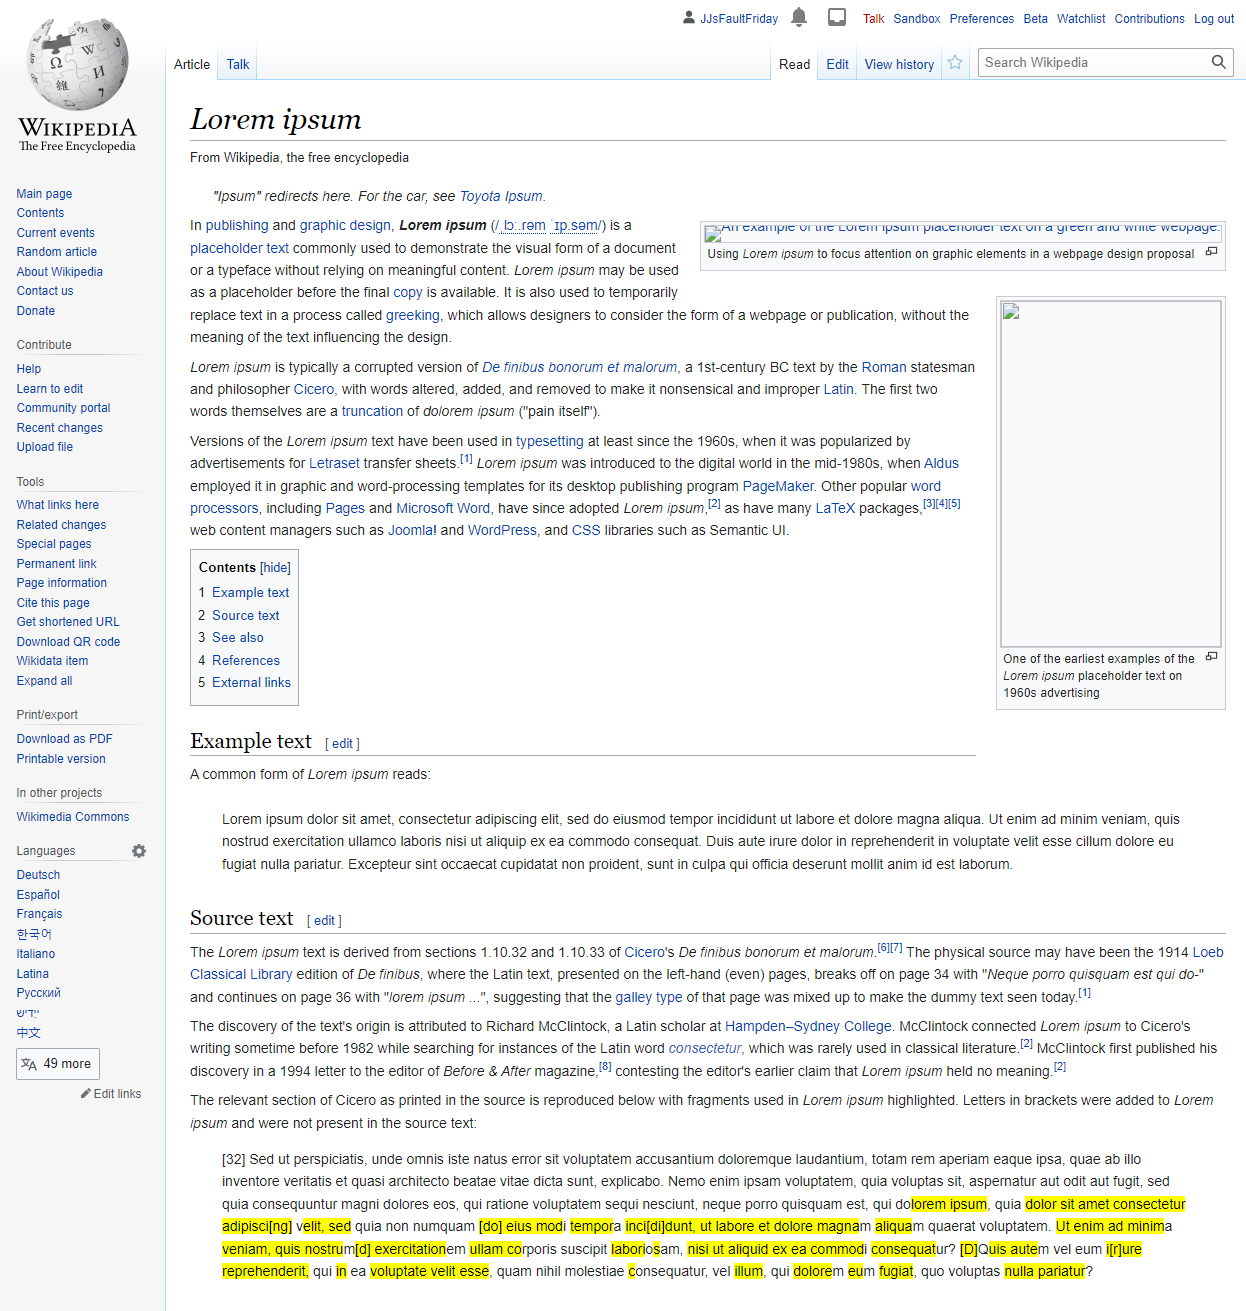 JJsFaultFriday Talk Sandbox Preferences Beta Watchlist Contributions Log out
Article Talk Read Edit View history Search Wikipedia
WIKIPEDIA
The Free Encyclopedia
Main page
Contents
Current events
Random article
About Wikipedia
Contact us
Donate
Contribute
Help
Learn to edit
Community portal
Recent changes
Upload file
Tools
What links here
Related changes
Special pages
Permanent link
Page information
Cite this page
Get shortened URL
Download QR code
Wikidata item
Expand all
Print/export
Download as PDF
Printable version
In other projects
Wikimedia Commons
Languages
Deutsch
Español
Français
한국어
Italiano
Latina
Русский
ייִדיש
中文
49 more
Edit links
Lorem ipsum
From Wikipedia, the free encyclopedia
"Ipsum" redirects here. For the car, see Toyota Ipsum.
In publishing and graphic design, Lorem ipsum (/ˌlɔː.rəm ˈɪp.səm/) is a
placeholder text commonly used to demonstrate the visual form of a document
or a typeface without relying on meaningful content. Lorem ipsum may be used
as a placeholder before the final copy is available. It is also used to temporarily
replace text in a process called greeking, which allows designers to consider the form of a webpage or publication, without the
meaning of the text influencing the design.
An example of the Lorem ipsum placeholder text on a green and white webpage.
Using Lorem ipsum to focus attention on graphic elements in a webpage design proposal
Lorem ipsum is typically a corrupted version of De finibus bonorum et malorum, a 1st-century BC text by the Roman statesman
and philosopher Cicero, with words altered, added, and removed to make it nonsensical and improper Latin. The first two
words themselves are a truncation of dolorem ipsum ("pain itself").
Versions of the Lorem ipsum text have been used in typesetting at least since the 1960s, when it was popularized by
advertisements for Letraset transfer sheets.[1] Lorem ipsum was introduced to the digital world in the mid-1980s, when Aldus
employed it in graphic and word-processing templates for its desktop publishing program PageMaker. Other popular word
processors, including Pages and Microsoft Word, have since adopted Lorem ipsum,[2] as have many LaTeX packages,[3][4][5]
web content managers such as Joomla! and WordPress, and CSS libraries such as Semantic UI.
One of the earliest examples of the
Lorem ipsum placeholder text on
1960s advertising
Contents [hide]
1 Example text
2 Source text
3 See also
4 References
5 External links
Example text [ edit ]
A common form of Lorem ipsum reads:
Lorem ipsum dolor sit amet, consectetur adipiscing elit, sed do eiusmod tempor incididunt ut labore et dolore magna aliqua. Ut enim ad minim veniam, quis
nostrud exercitation ullamco laboris nisi ut aliquip ex ea commodo consequat. Duis aute irure dolor in reprehenderit in voluptate velit esse cillum dolore eu
fugiat nulla pariatur. Excepteur sint occaecat cupidatat non proident, sunt in culpa qui officia deserunt mollit anim id est laborum.
Source text [ edit ]
The Lorem ipsum text is derived from sections 1.10.32 and 1.10.33 of Cicero's De finibus bonorum et malorum.[6][7] The physical source may have been the 1914 Loeb
Classical Library edition of De finibus, where the Latin text, presented on the left-hand (even) pages, breaks off on page 34 with "Neque porro quisquam est qui do-"
and continues on page 36 with "lorem ipsum ...", suggesting that the galley type of that page was mixed up to make the dummy text seen today.[1]
The discovery of the text's origin is attributed to Richard McClintock, a Latin scholar at Hampden–Sydney College. McClintock connected Lorem ipsum to Cicero's
writing sometime before 1982 while searching for instances of the Latin word consectetur, which was rarely used in classical literature.[2] McClintock first published his
discovery in a 1994 letter to the editor of Before & After magazine,[8] contesting the editor's earlier claim that Lorem ipsum held no meaning.[2]
The relevant section of Cicero as printed in the source is reproduced below with fragments used in Lorem ipsum highlighted. Letters in brackets were added to Lorem
ipsum and were not present in the source text:
[32] Sed ut perspiciatis, unde omnis iste natus error sit voluptatem accusantium doloremque laudantium, totam rem aperiam eaque ipsa, quae ab illo
inventore veritatis et quasi architecto beatae vitae dicta sunt, explicabo. Nemo enim ipsam voluptatem, quia voluptas sit, aspernatur aut odit aut fugit, sed
quia consequuntur magni dolores eos, qui ratione voluptatem sequi nesciunt, neque porro quisquam est, qui dolorem ipsum, quia dolor sit amet consectetur
adipisci[ng] velit, sed quia non numquam [do] eius modi tempora inci[di]dunt, ut labore et dolore magnam aliquam quaerat voluptatem. Ut enim ad minima
veniam, quis nostrum[d] exercitationem ullam corporis suscipit laboriosam, nisi ut aliquid ex ea commodi consequatur? [D]Quis autem vel eum i[r]ure
reprehenderit, qui in ea voluptate velit esse, quam nihil molestiae consequatur, vel illum, qui dolorem eum fugiat, quo voluptas nulla pariatur?